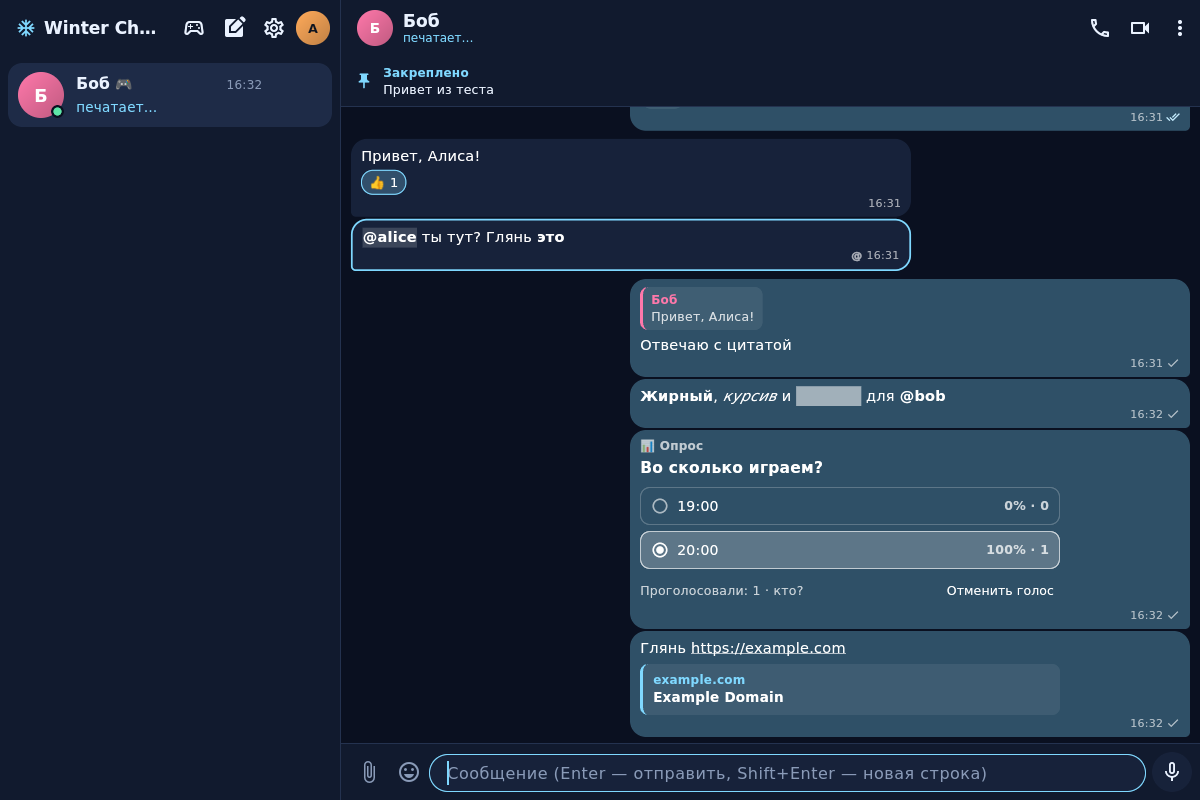 Winter Ch…
A
Б
Боб 🎮
16:32
печатает…
Б
Боб
печатает…
Закреплено
Привет из теста
16:31
Привет, Алиса!
👍 1
16:31
@alice ты тут? Глянь это
@ 16:31
Боб
Привет, Алиса!
Отвечаю с цитатой
16:31
Жирный, курсив и для @bob
16:32
📊 Опрос
Во сколько играем?
19:00 0% · 0
20:00 100% · 1
Проголосовали: 1 · кто? Отменить голос
16:32
Глянь https://example.com
example.com
Example Domain
16:32
Сообщение (Enter — отправить, Shift+Enter — новая строка)